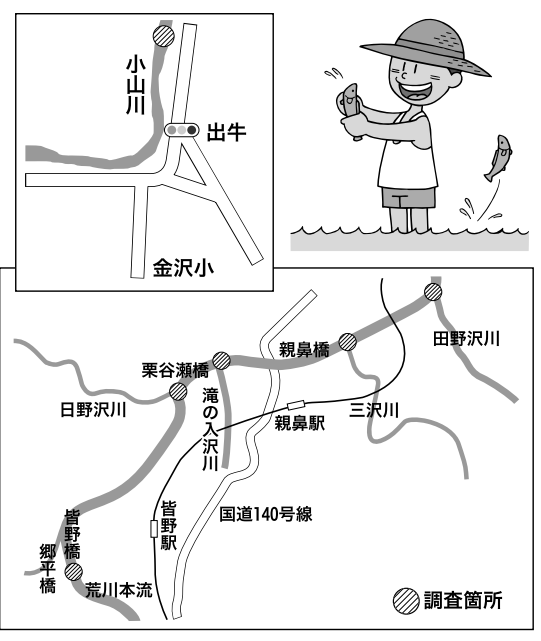 小山川
出牛
金沢小
田野沢川
親鼻橋
栗谷瀬橋
日野沢川
滝の入沢川
親鼻駅
三沢川
国道140号線
皆野駅
皆野橋
郷平橋
荒川本流
調査箇所